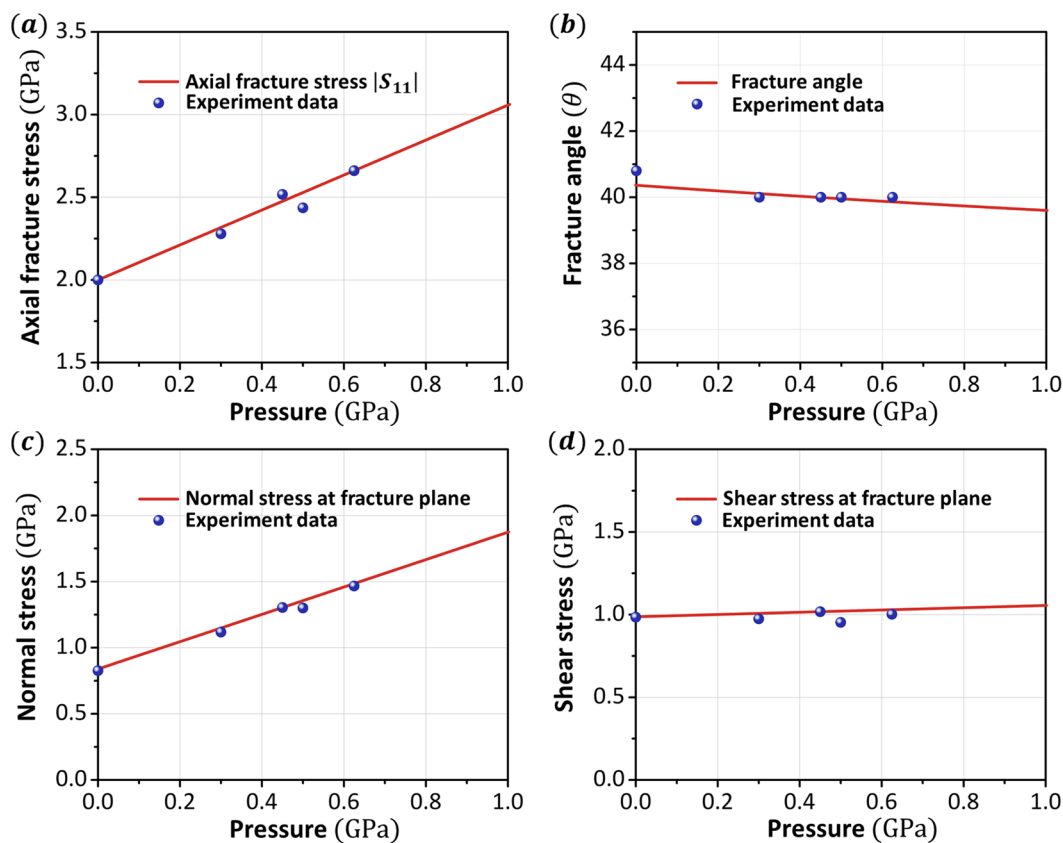 (a)
3.5
3.0
2.5
2.0
1.5
Axial fracture stress (GPa)
Axial fracture stress |S₁₁|
Experiment data
0.0 0.2 0.4 0.6 0.8 1.0
Pressure (GPa)
(b)
44
42
40
38
36
Fracture angle (θ)
Fracture angle
Experiment data
0.0 0.2 0.4 0.6 0.8 1.0
Pressure (GPa)
(c)
2.5
2.0
1.5
1.0
0.5
0.0
Normal stress (GPa)
Normal stress at fracture plane
Experiment data
0.0 0.2 0.4 0.6 0.8 1.0
Pressure (GPa)
(d)
2.0
1.5
1.0
0.5
0.0
Shear stress (GPa)
Shear stress at fracture plane
Experiment data
0.0 0.2 0.4 0.6 0.8 1.0
Pressure (GPa)